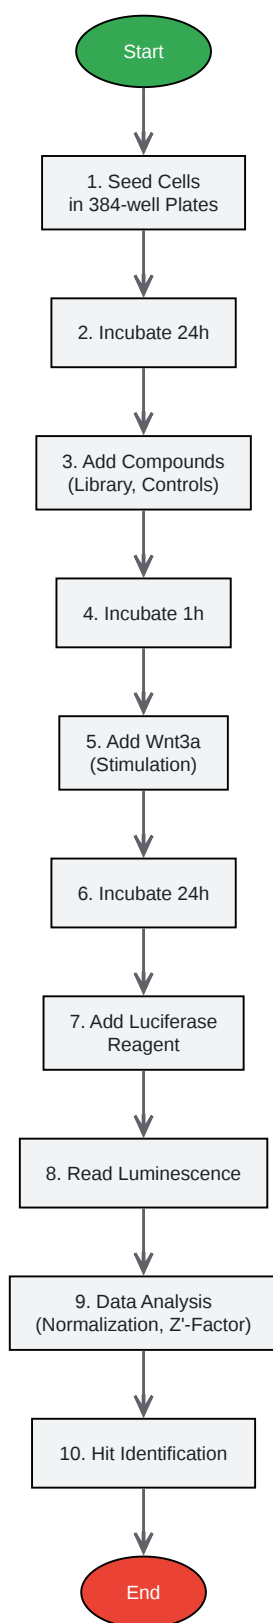 Start
1. Seed Cells
in 384-well Plates
2. Incubate 24h
3. Add Compounds
(Library, Controls)
4. Incubate 1h
5. Add Wnt3a
(Stimulation)
6. Incubate 24h
7. Add Luciferase
Reagent
8. Read Luminescence
9. Data Analysis
(Normalization, Z'-Factor)
10. Hit Identification
End